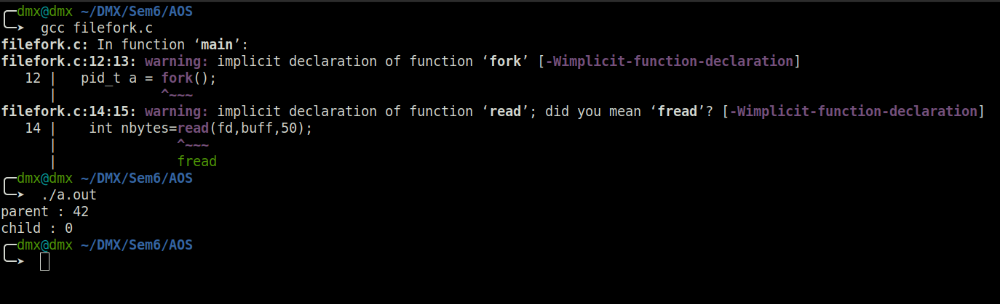 ╭─dmx@dmx ~/DMX/Sem6/AOS
╰─➤  gcc filefork.c
filefork.c: In function ‘main’:
filefork.c:12:13: warning: implicit declaration of function ‘fork’ [-Wimplicit-function-declaration]
   12 |   pid_t a = fork();
      |             ^~~~
filefork.c:14:15: warning: implicit declaration of function ‘read’; did you mean ‘fread’? [-Wimplicit-function-declaration]
   14 |    int nbytes=read(fd,buff,50);
      |               ^~~~
      |               fread
╭─dmx@dmx ~/DMX/Sem6/AOS
╰─➤  ./a.out
parent : 42
child : 0
╭─dmx@dmx ~/DMX/Sem6/AOS
╰─➤